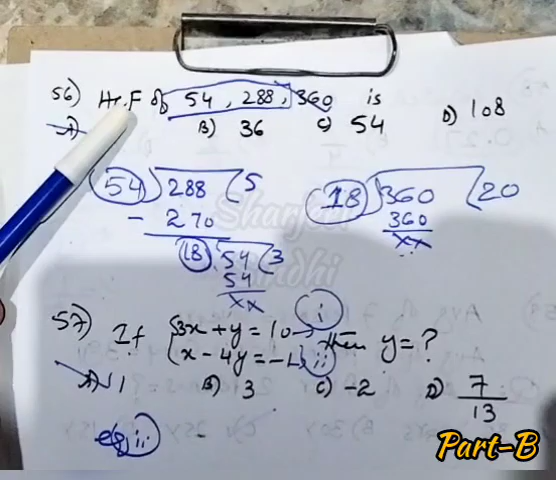 56) H.C.F of 54, 288, 360 is
A) B) 36 C) 54 D) 108
54) 288 (5
- 270
18) 54 (3
54
xx
18) 360 (20
360
xx
Sharjeel
57) If {3x + y = 10 → i
{x - 4y = -1 → ii then y = ?
A) 1 B) 3 C) -2 D) 7/13
eq ii -
Part-B